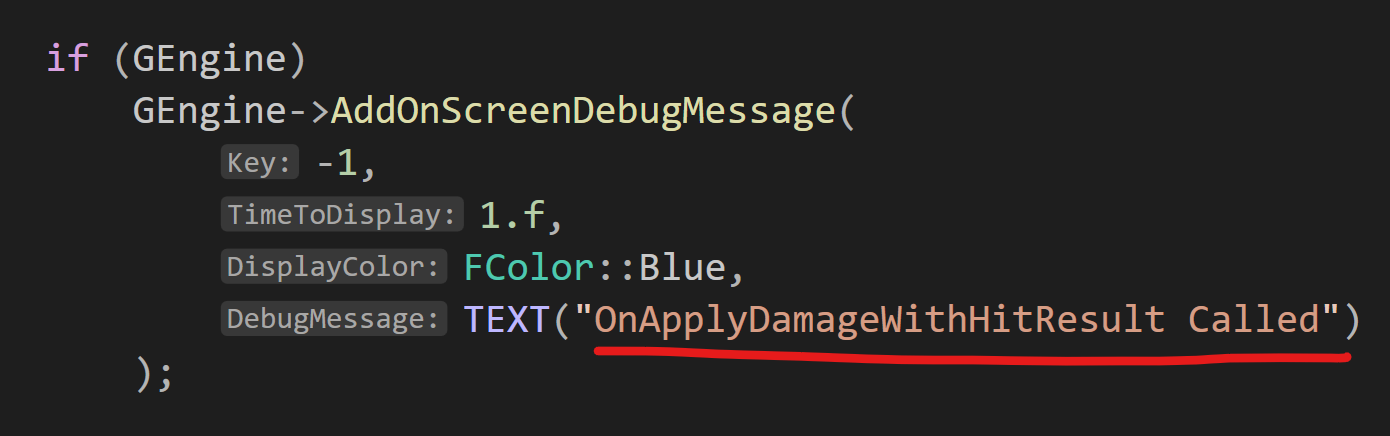 if (GEngine)
GEngine->AddOnScreenDebugMessage(
Key: -1,
TimeToDisplay: 1.f,
DisplayColor: FColor::Blue,
DebugMessage: TEXT("OnApplyDamageWithHitResult Called")
);